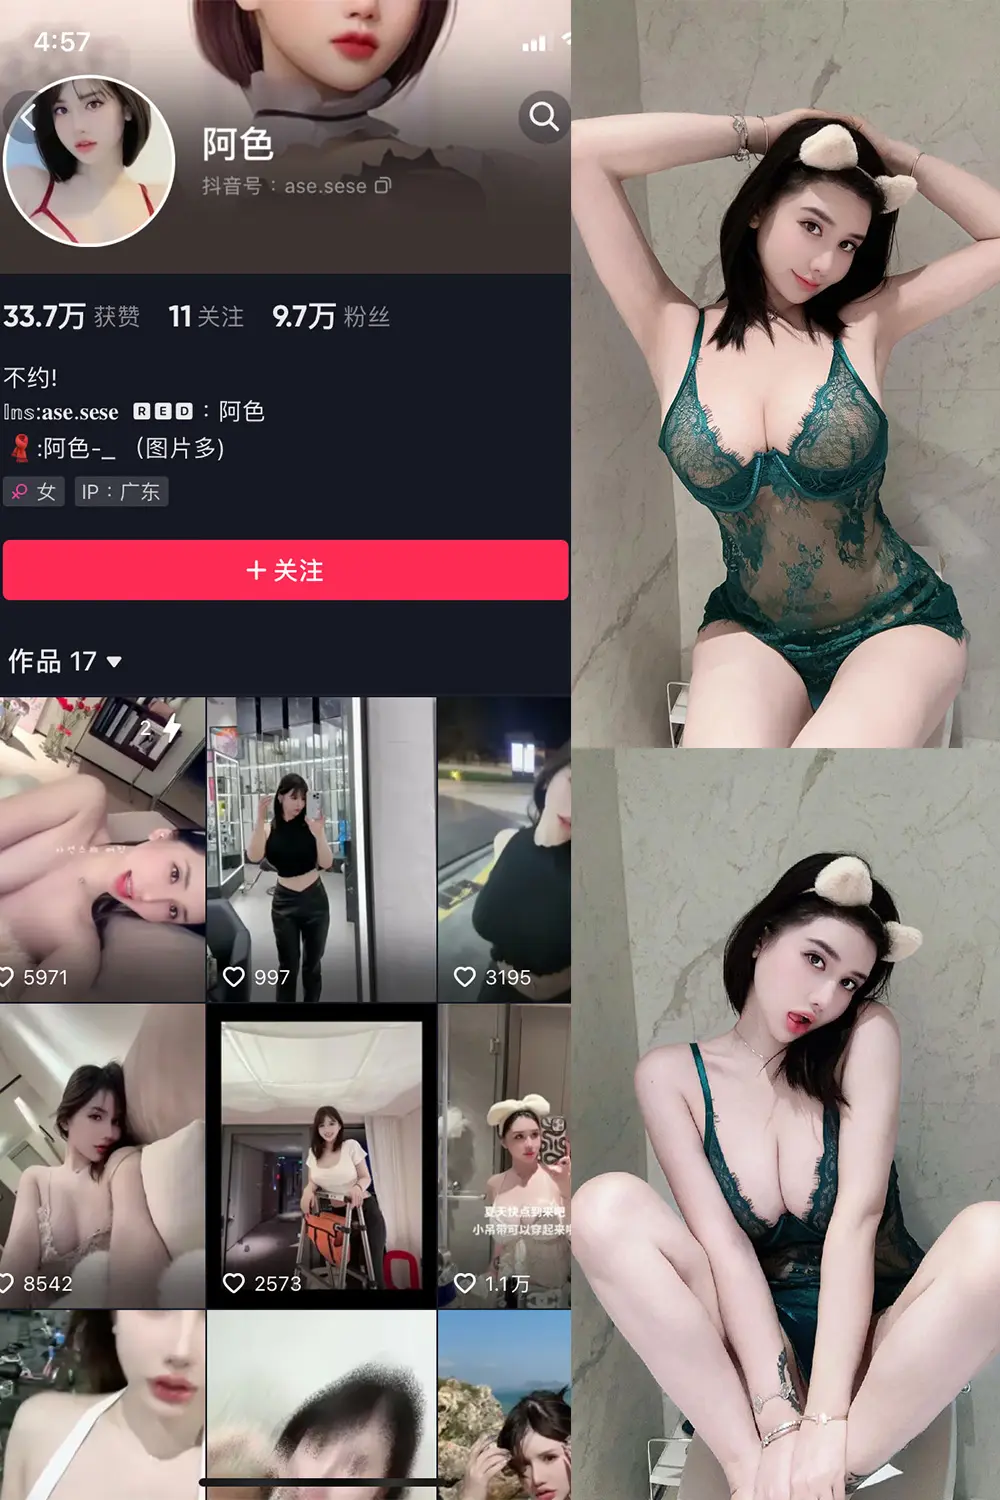 4:57
阿色
抖音号：ase.sese
33.7万 获赞 11 关注 9.7万 粉丝
不约!
𝕀𝕟𝕤:𝐚𝐬𝐞.𝐬𝐞𝐬𝐞 🆁🅴🅳：阿色
:阿色-_ （图片多)
女 IP：广东
+ 关注
作品 17
2
5971
997
3195
夏天快点到来吧
小吊带可以穿起来
8542
2573
1.1万